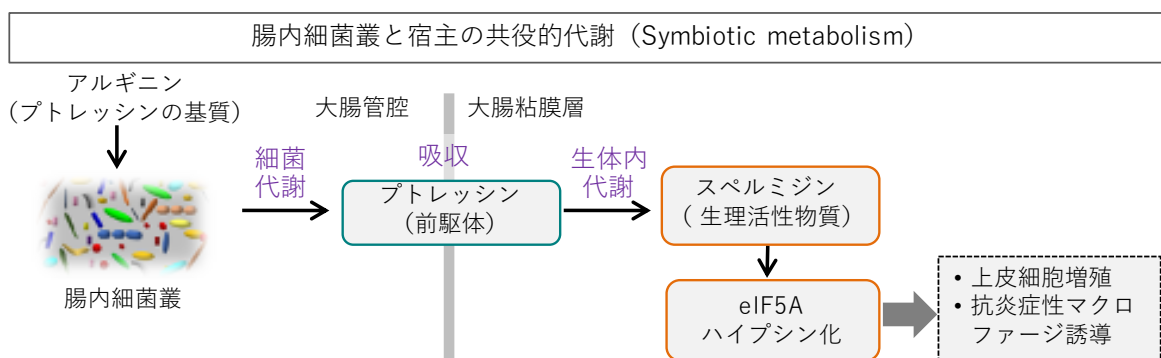 腸内細菌叢と宿主の共役的代謝（Symbiotic metabolism）
アルギニン
（プトレッシンの基質）
大腸管腔
大腸粘膜層
細菌
代謝
吸収
生体内
代謝
プトレッシン
（前駆体）
スペルミジン
（ 生理活性物質）
腸内細菌叢
eIF5A
ハイプシン化
• 上皮細胞増殖
• 抗炎症性マクロ
ファージ誘導